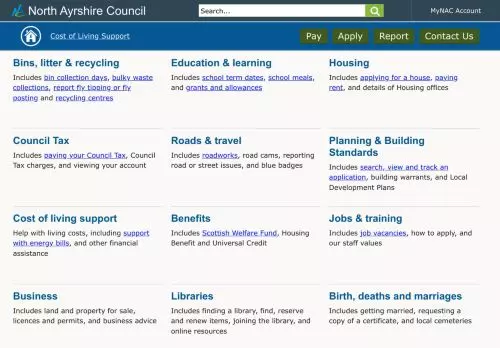 North Ayrshire Council
Search...
MyNAC Account
Cost of Living Support
Pay
Apply
Report
Contact Us
Bins, litter & recycling
Includes bin collection days, bulky waste
collections, report fly tipping or fly
posting and recycling centres
Education & learning
Includes school term dates, school meals,
and grants and allowances
Housing
Includes applying for a house, paying
rent, and details of Housing offices
Council Tax
Includes paying your Council Tax, Council
Tax charges, and viewing your account
Roads & travel
Includes roadworks, road cams, reporting
road or street issues, and blue badges
Planning & Building
Standards
Includes search, view and track an
application, building warrants, and Local
Development Plans
Cost of living support
Help with living costs, including support
with energy bills, and other financial
assistance
Benefits
Includes Scottish Welfare Fund, Housing
Benefit and Universal Credit
Jobs & training
Includes job vacancies, how to apply, and
our staff values
Business
Includes land and property for sale,
licences and permits, and business advice
Libraries
Includes finding a library, find, reserve
and renew items, joining the library, and
online resources
Birth, deaths and marriages
Includes getting married, requesting a
copy of a certificate, and local cemeteries